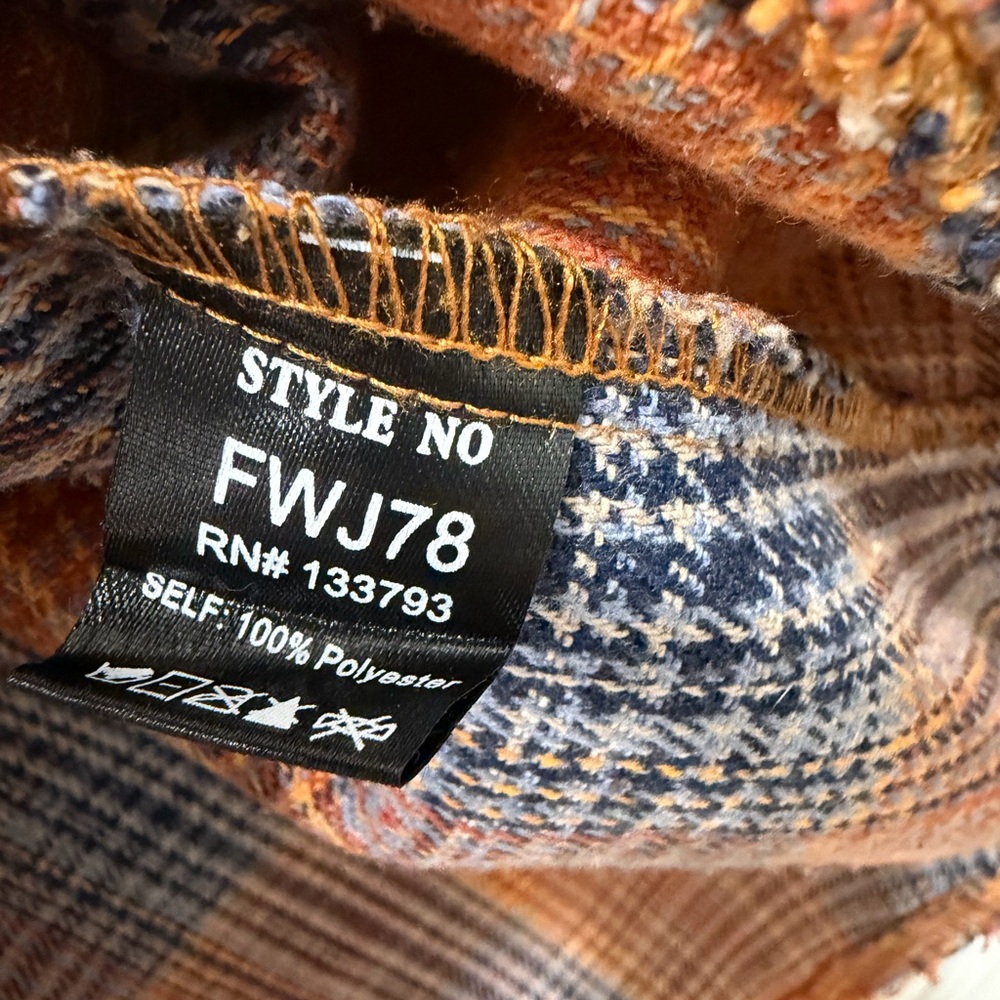 STYLE NO
FWJ78
RN# 133793
SELF: 100% Polyester